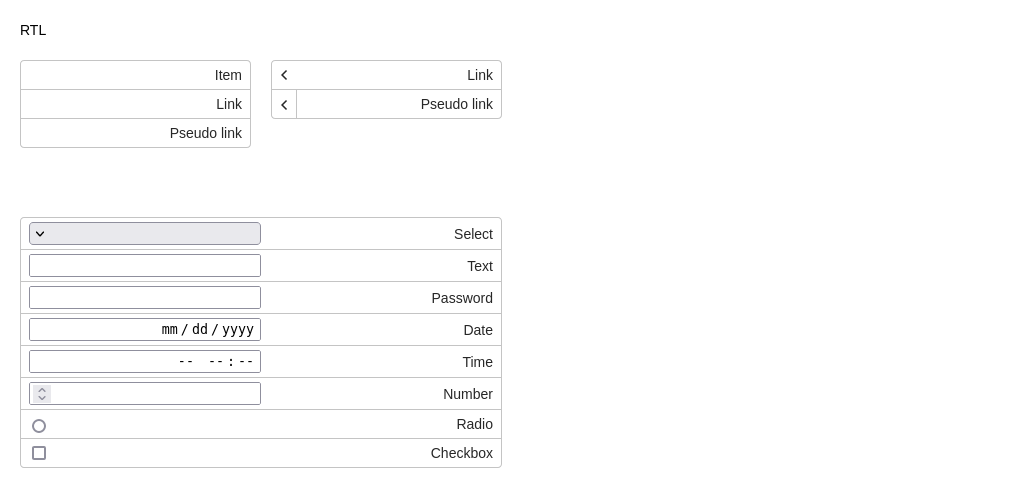 RTL
Item
Link
Pseudo link
Link
Pseudo link
Select
Text
Password
mm/dd/yyyy Date
-- --:-- Time
Number
Radio
Checkbox